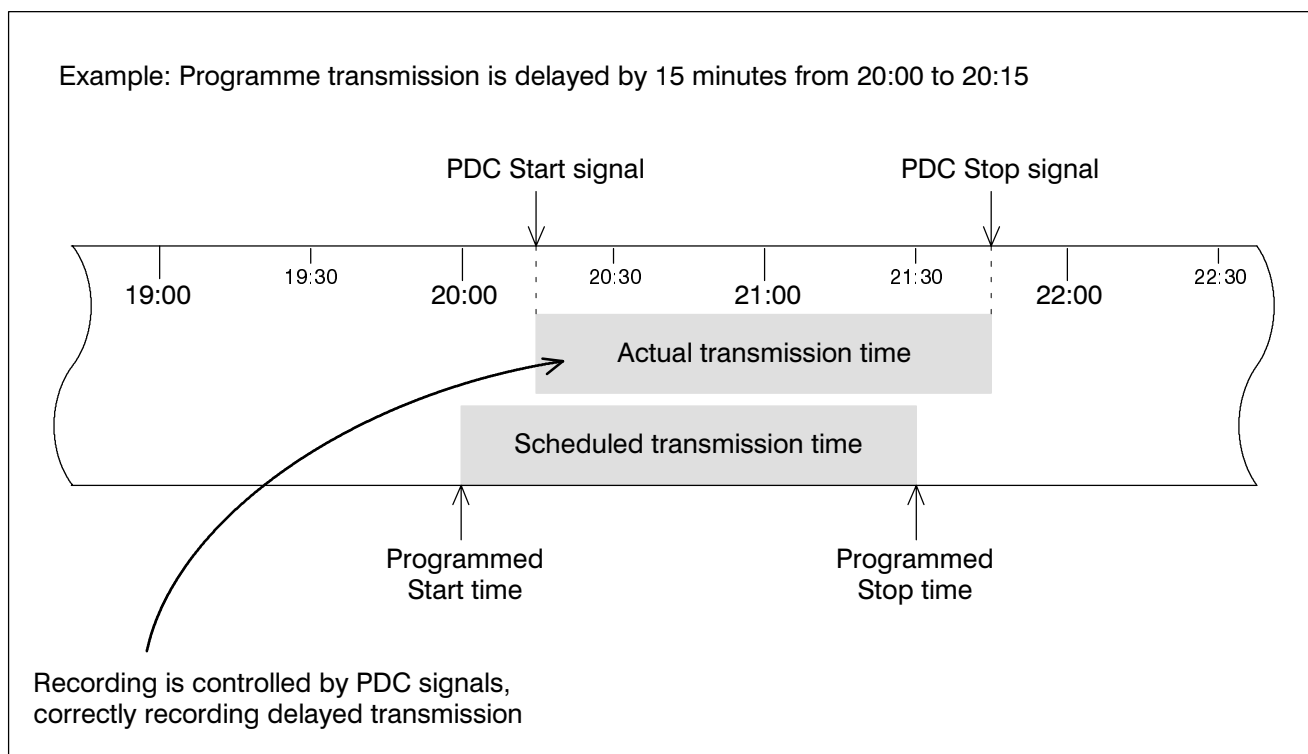 Example: Programme transmission is delayed by 15 minutes from 20:00 to 20:15
PDC Start signal
PDC Stop signal
19:00
19:30
20:00
20:30
21:00
21:30
22:00
22:30
Actual transmission time
Scheduled transmission time
Programmed
Start time
Programmed
Stop time
Recording is controlled by PDC signals,
correctly recording delayed transmission